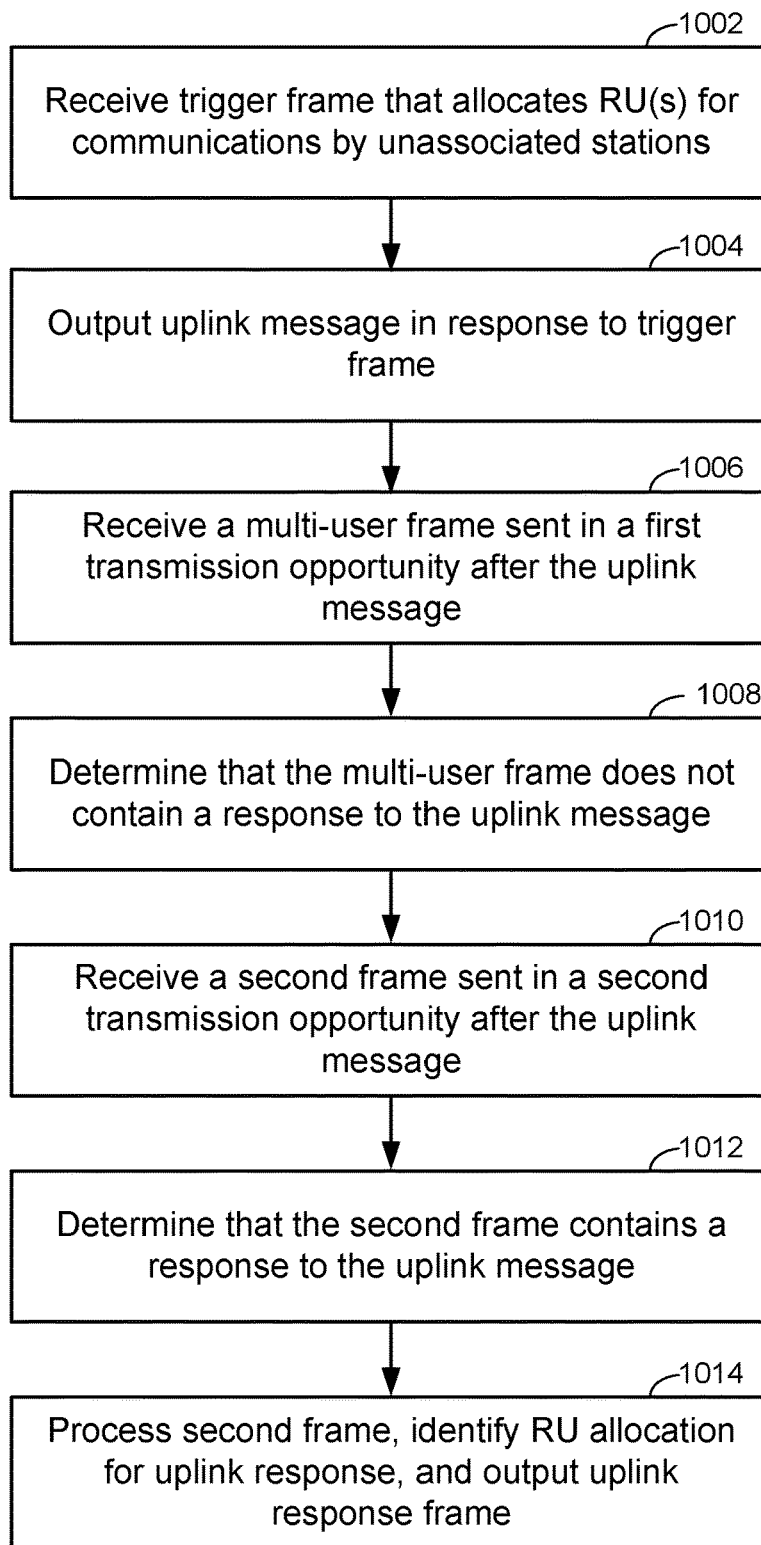 1002
Receive trigger frame that allocates RU(s) for
communications by unassociated stations
1004
Output uplink message in response to trigger
frame
1006
Receive a multi-user frame sent in a first
transmission opportunity after the uplink
message
1008
Determine that the multi-user frame does not
contain a response to the uplink message
1010
Receive a second frame sent in a second
transmission opportunity after the uplink
message
1012
Determine that the second frame contains a
response to the uplink message
1014
Process second frame, identify RU allocation
for uplink response, and output uplink
response frame